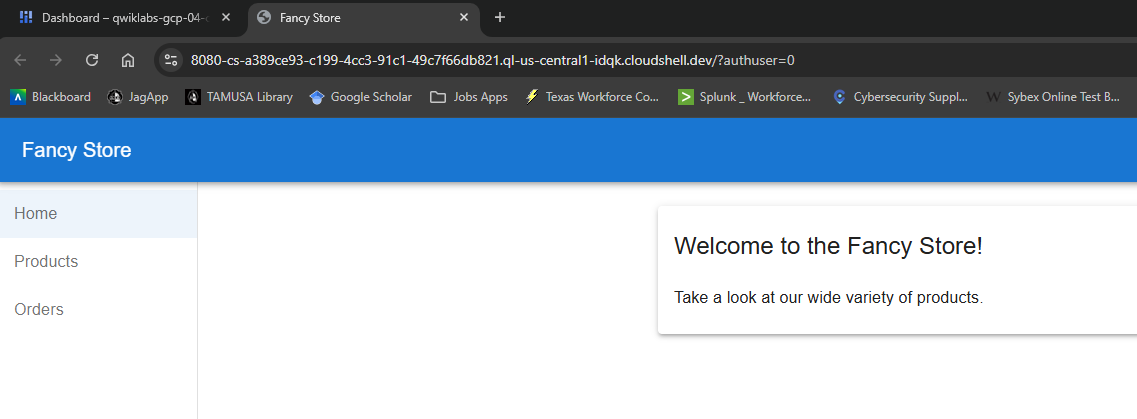 Dashboard – qwiklabs-gcp-04-
Fancy Store
8080-cs-a389ce93-c199-4cc3-91c1-49c7f66db821.ql-us-central1-idqk.cloudshell.dev/?authuser=0
Blackboard JagApp TAMUSA Library Google Scholar Jobs Apps Texas Workforce Co... Splunk _ Workforce... Cybersecurity Suppl... Sybex Online Test B...
Fancy Store
Home
Products
Orders
Welcome to the Fancy Store!
Take a look at our wide variety of products.